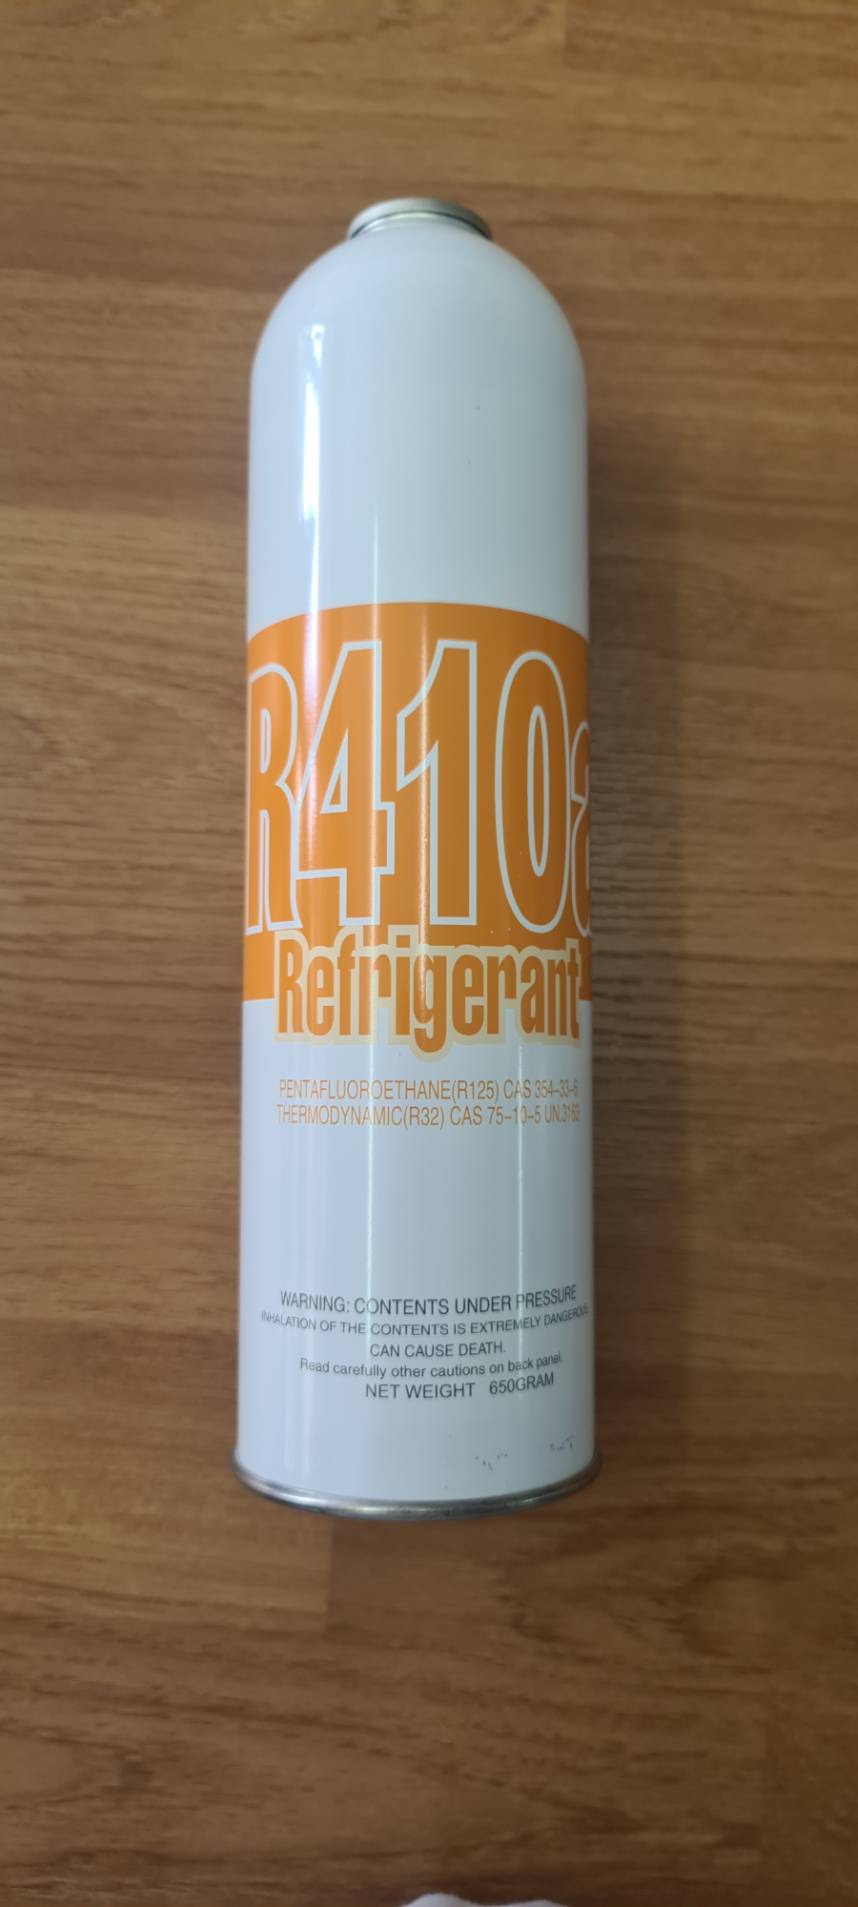 R410a
Refrigerant
PENTAFLUOROETHANE(R125) CAS 354-33-6
THERMODYNAMIC(R32) CAS 75-10-5 UN.3163
WARNING: CONTENTS UNDER PRESSURE
INHALATION OF THE CONTENTS IS EXTREMELY DANGEROUS
CAN CAUSE DEATH.
Read carefully other cautions on back panel.
NET WEIGHT 650GRAM